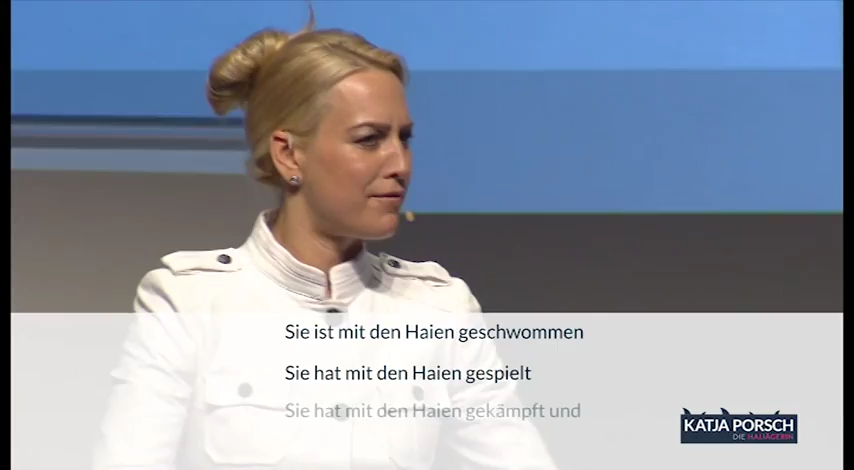 Sie ist mit den Haien geschwommen
Sie hat mit den Haien gespielt
Sie hat mit den Haien gekämpft und
KATJA PORSCH
DIE HAIJÄGERIN